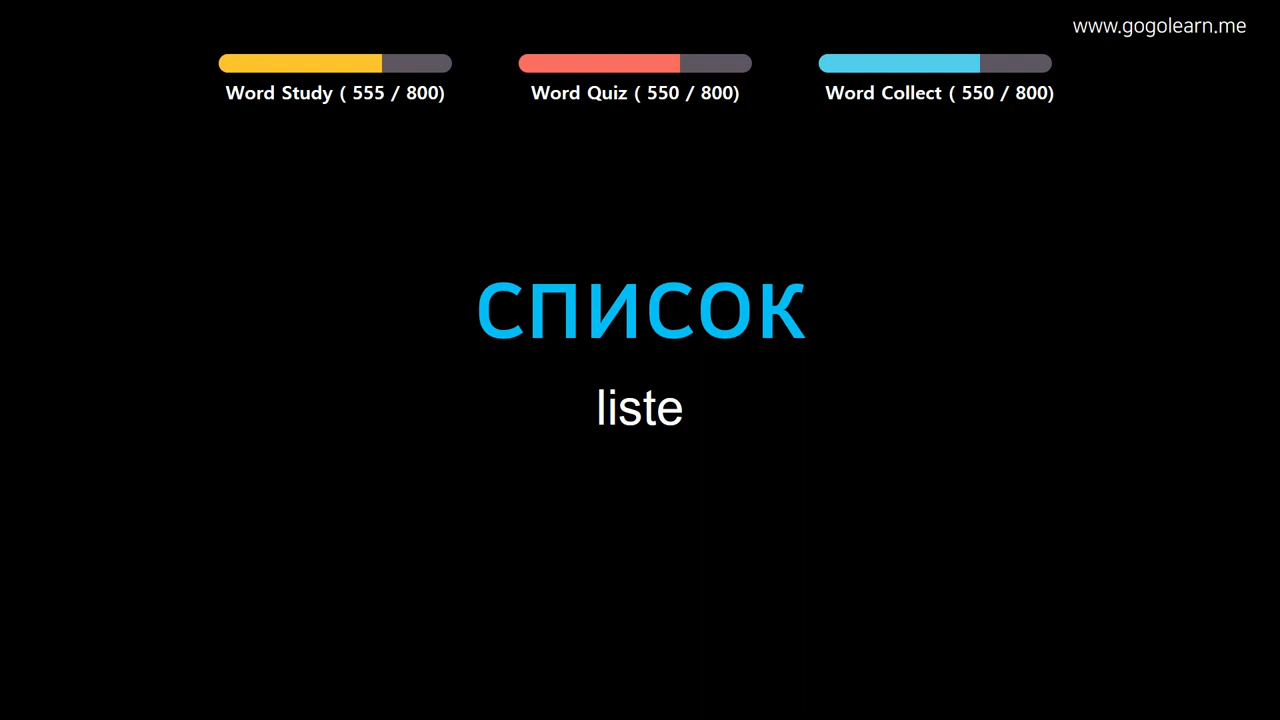 www.gogolearn.me
Word Study ( 555 / 800)
Word Quiz ( 550 / 800)
Word Collect ( 550 / 800)
список
liste